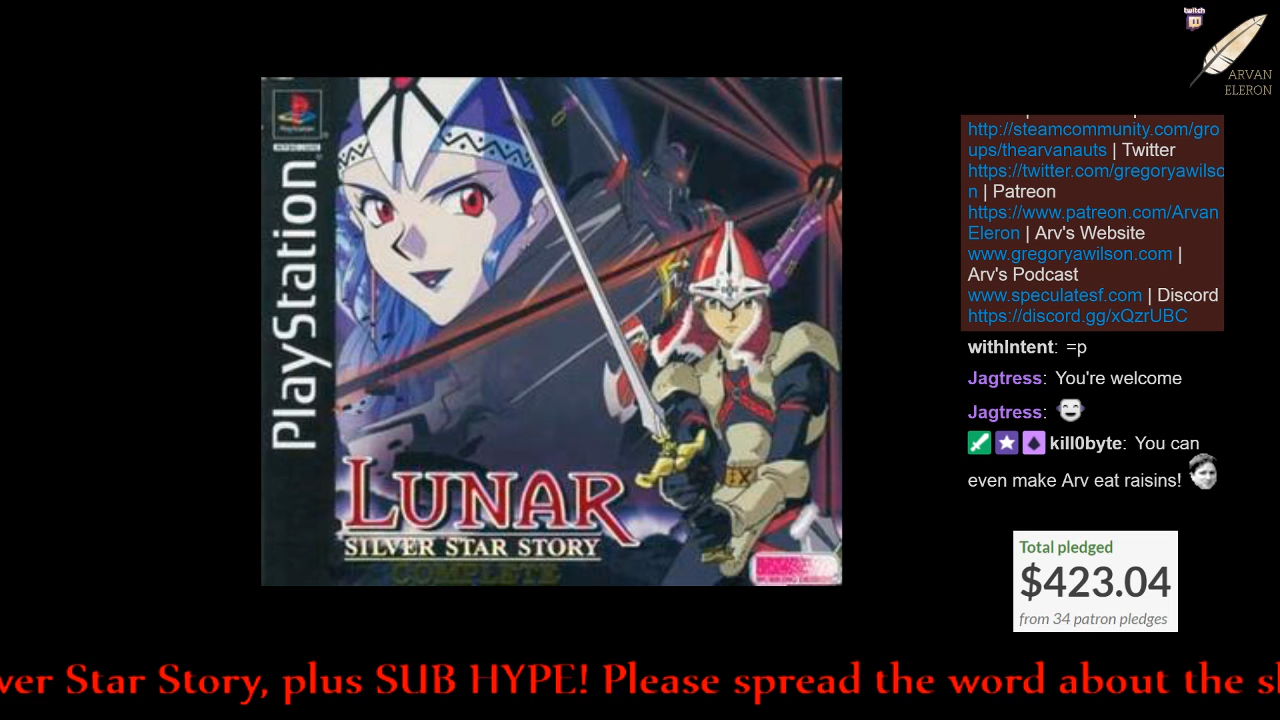 twitch
ARVAN
ELERON
http://steamcommunity.com/gro
ups/thearvanauts | Twitter
https://twitter.com/gregoryawilso
n | Patreon
https://www.patreon.com/Arvan
Eleron | Arv's Website
www.gregoryawilson.com |
Arv's Podcast
www.speculatesf.com | Discord
https://discord.gg/xQzrUBC
withIntent: =p
Jagtress: You're welcome
Jagtress:
kill0byte: You can
even make Arv eat raisins!
PlayStation
PlayStation
LUNAR
SILVER STAR STORY
COMPLETE
Total pledged
$423.04
from 34 patron pledges
ver Star Story, plus SUB HYPE! Please spread the word about the sh